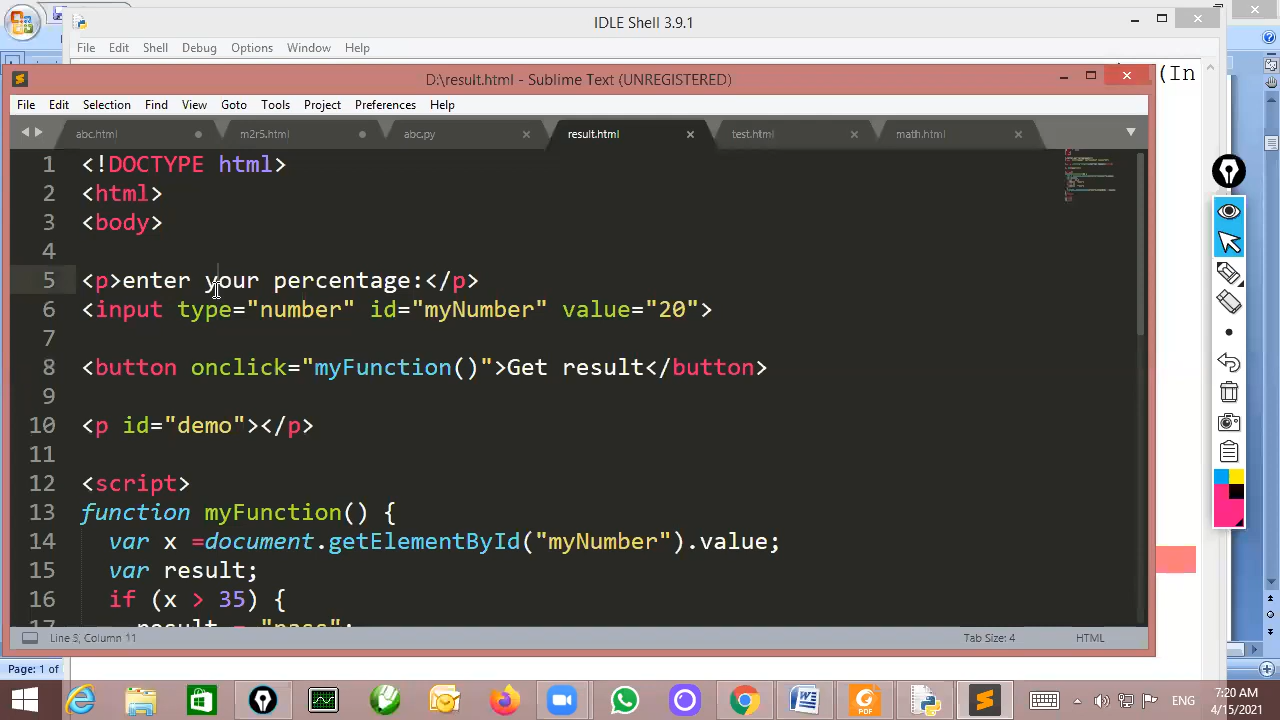 IDLE Shell 3.9.1
File Edit Shell Debug Options Window Help
(In
D:\result.html - Sublime Text (UNREGISTERED)
File Edit Selection Find View Goto Tools Project Preferences Help
abc.html m2r5.html abc.py result.html test.html math.html
1 <!DOCTYPE html>
2 <html>
3 <body>
4
5 <p>enter your percentage:</p>
6 <input type="number" id="myNumber" value="20">
7
8 <button onclick="myFunction()">Get result</button>
9
10 <p id="demo"></p>
11
12 <script>
13 function myFunction() {
14 var x =document.getElementById("myNumber").value;
15 var result;
16 if (x > 35) {
17 result = "pass";
Line 5, Column 11 Tab Size: 4 HTML
Page: 1 of
PDF
ENG
7:20 AM
4/15/2021